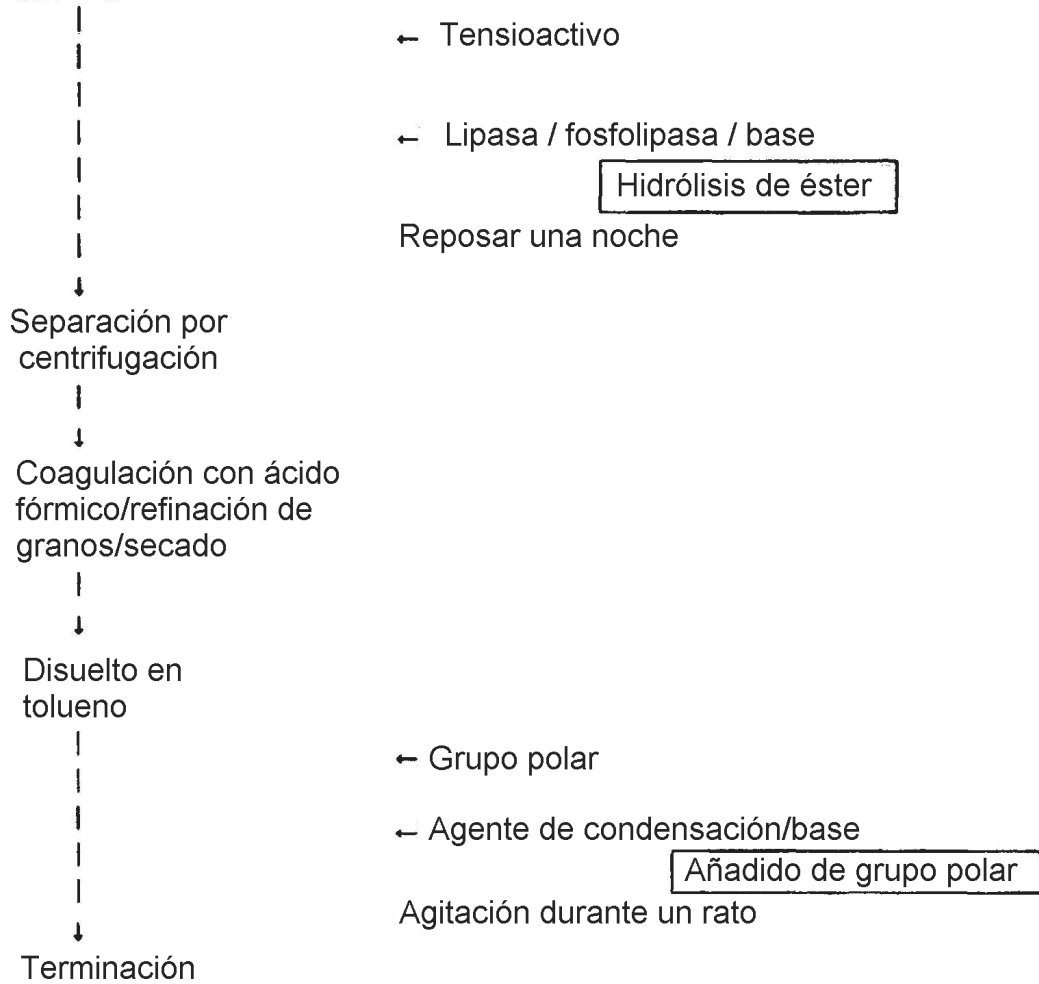 ← Tensioactivo
← Lipasa / fosfolipasa / base
Hidrólisis de éster
Reposar una noche
Separación por
centrifugación
Coagulación con ácido
fórmico/refinación de
granos/secado
Disuelto en
tolueno
← Grupo polar
← Agente de condensación/base
Añadido de grupo polar
Agitación durante un rato
Terminación